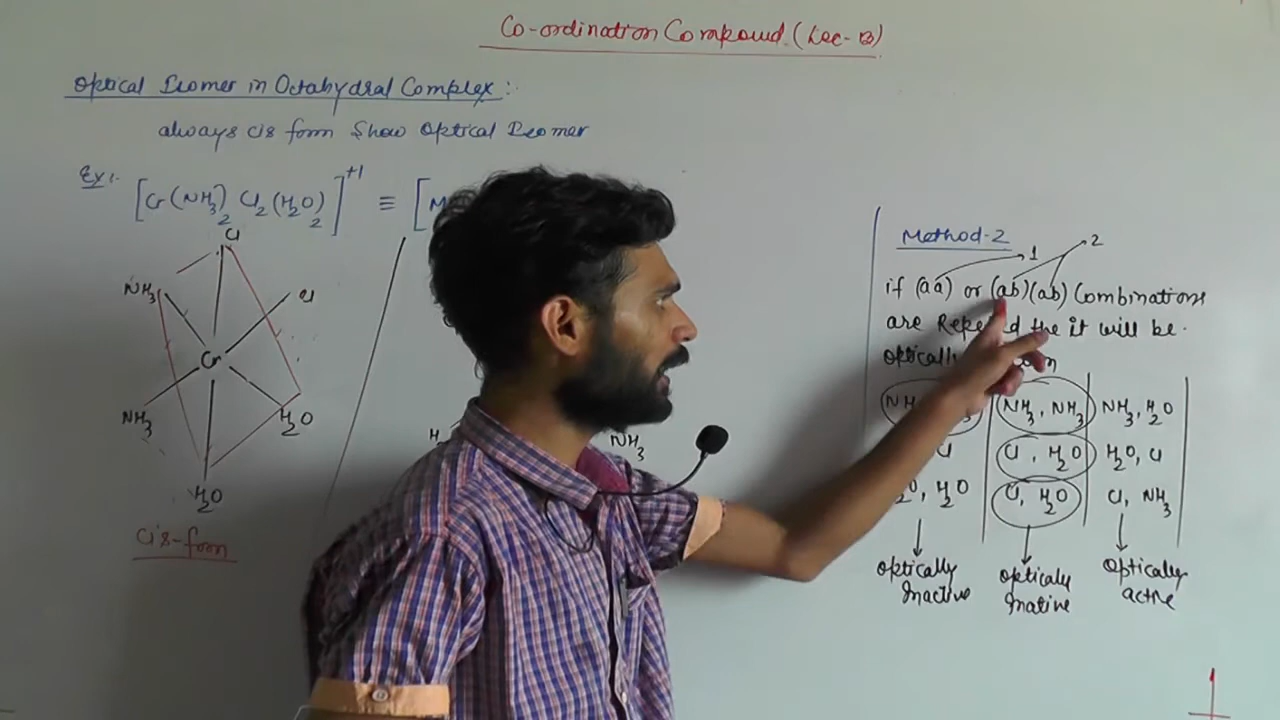 Co-ordination Compound (Lec-13)
Optical Isomer in Octahydral Complex:-
always cis form Show optical Isomer
Ex:-
[Cr(NH3)2 Cl2(H2O)2]+1 ≡ [M
Cl
NH3
Cl
Cr
NH3
H2O
H2O
Cis-form
H
NH3
Method-2
1
2
if (aa) or (ab)(ab) Combinations
are the it will be.
optically
NH3, NH3
NH3, H2O
Cl
Cl, H2O
H2O, Cl
H2O
Cl, H2O
Cl, NH3
optically
Inactive
optically
Inative
optically
active